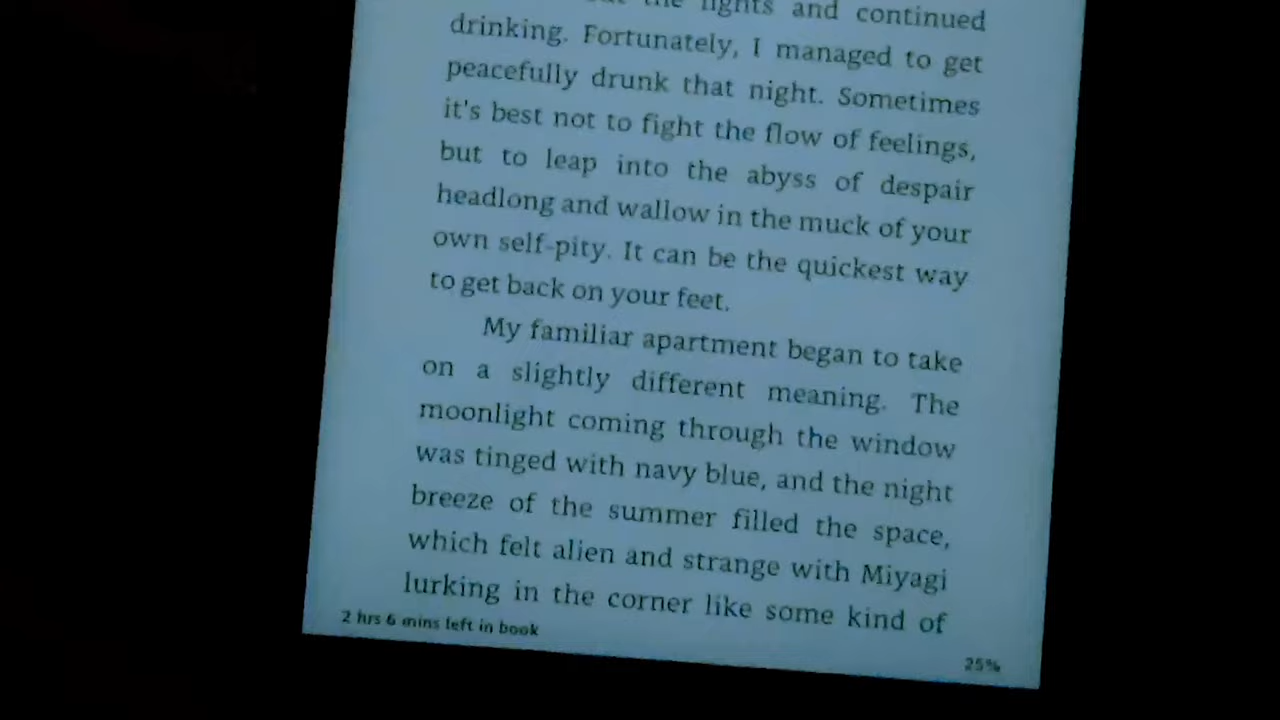 the lights and continued
drinking. Fortunately, I managed to get
peacefully drunk that night. Sometimes
it's best not to fight the flow of feelings,
but to leap into the abyss of despair
headlong and wallow in the muck of your
own self-pity. It can be the quickest way
to get back on your feet.
My familiar apartment began to take
on a slightly different meaning. The
moonlight coming through the window
was tinged with navy blue, and the night
breeze of the summer filled the space,
which felt alien and strange with Miyagi
lurking in the corner like some kind of
2 hrs 6 mins left in book
25%